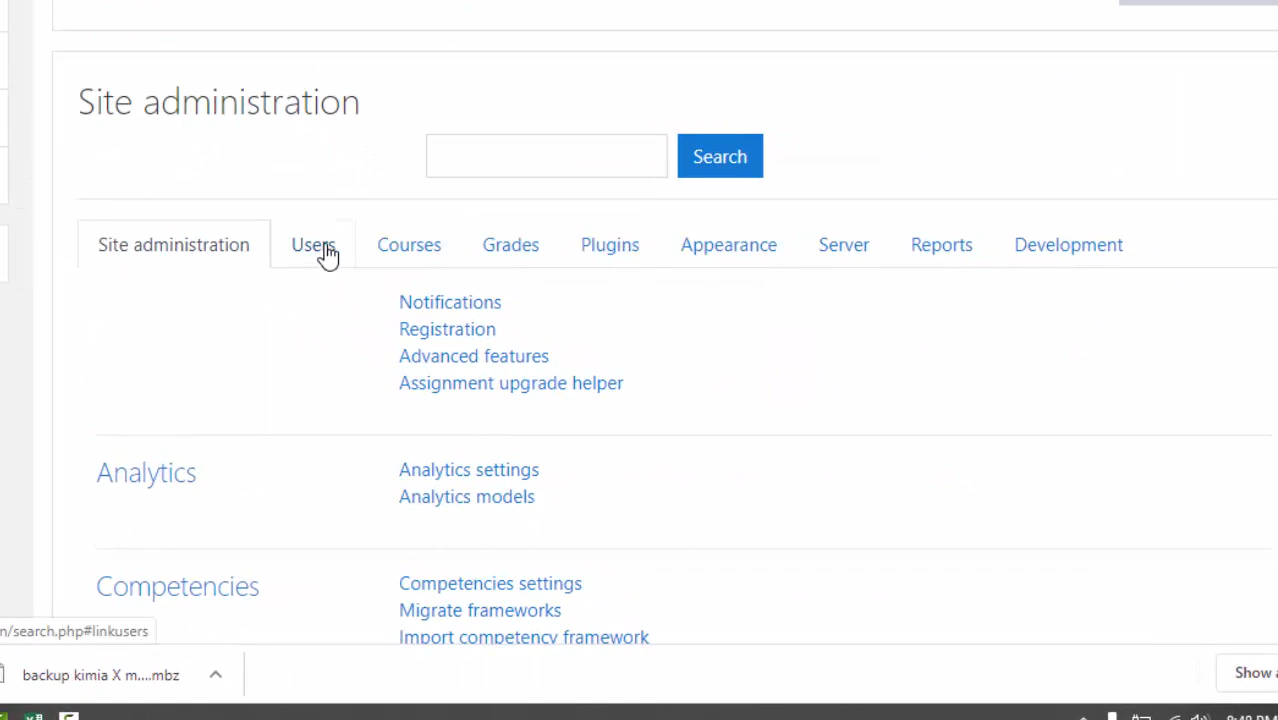 Site administration
Search
Site administration Users Courses Grades Plugins Appearance Server Reports Development
Notifications
Registration
Advanced features
Assignment upgrade helper
Analytics
Analytics settings
Analytics models
Competencies
Competencies settings
Migrate frameworks
Import competency framework
n/search.php#linkusers
backup kimia X m....mbz
Show a